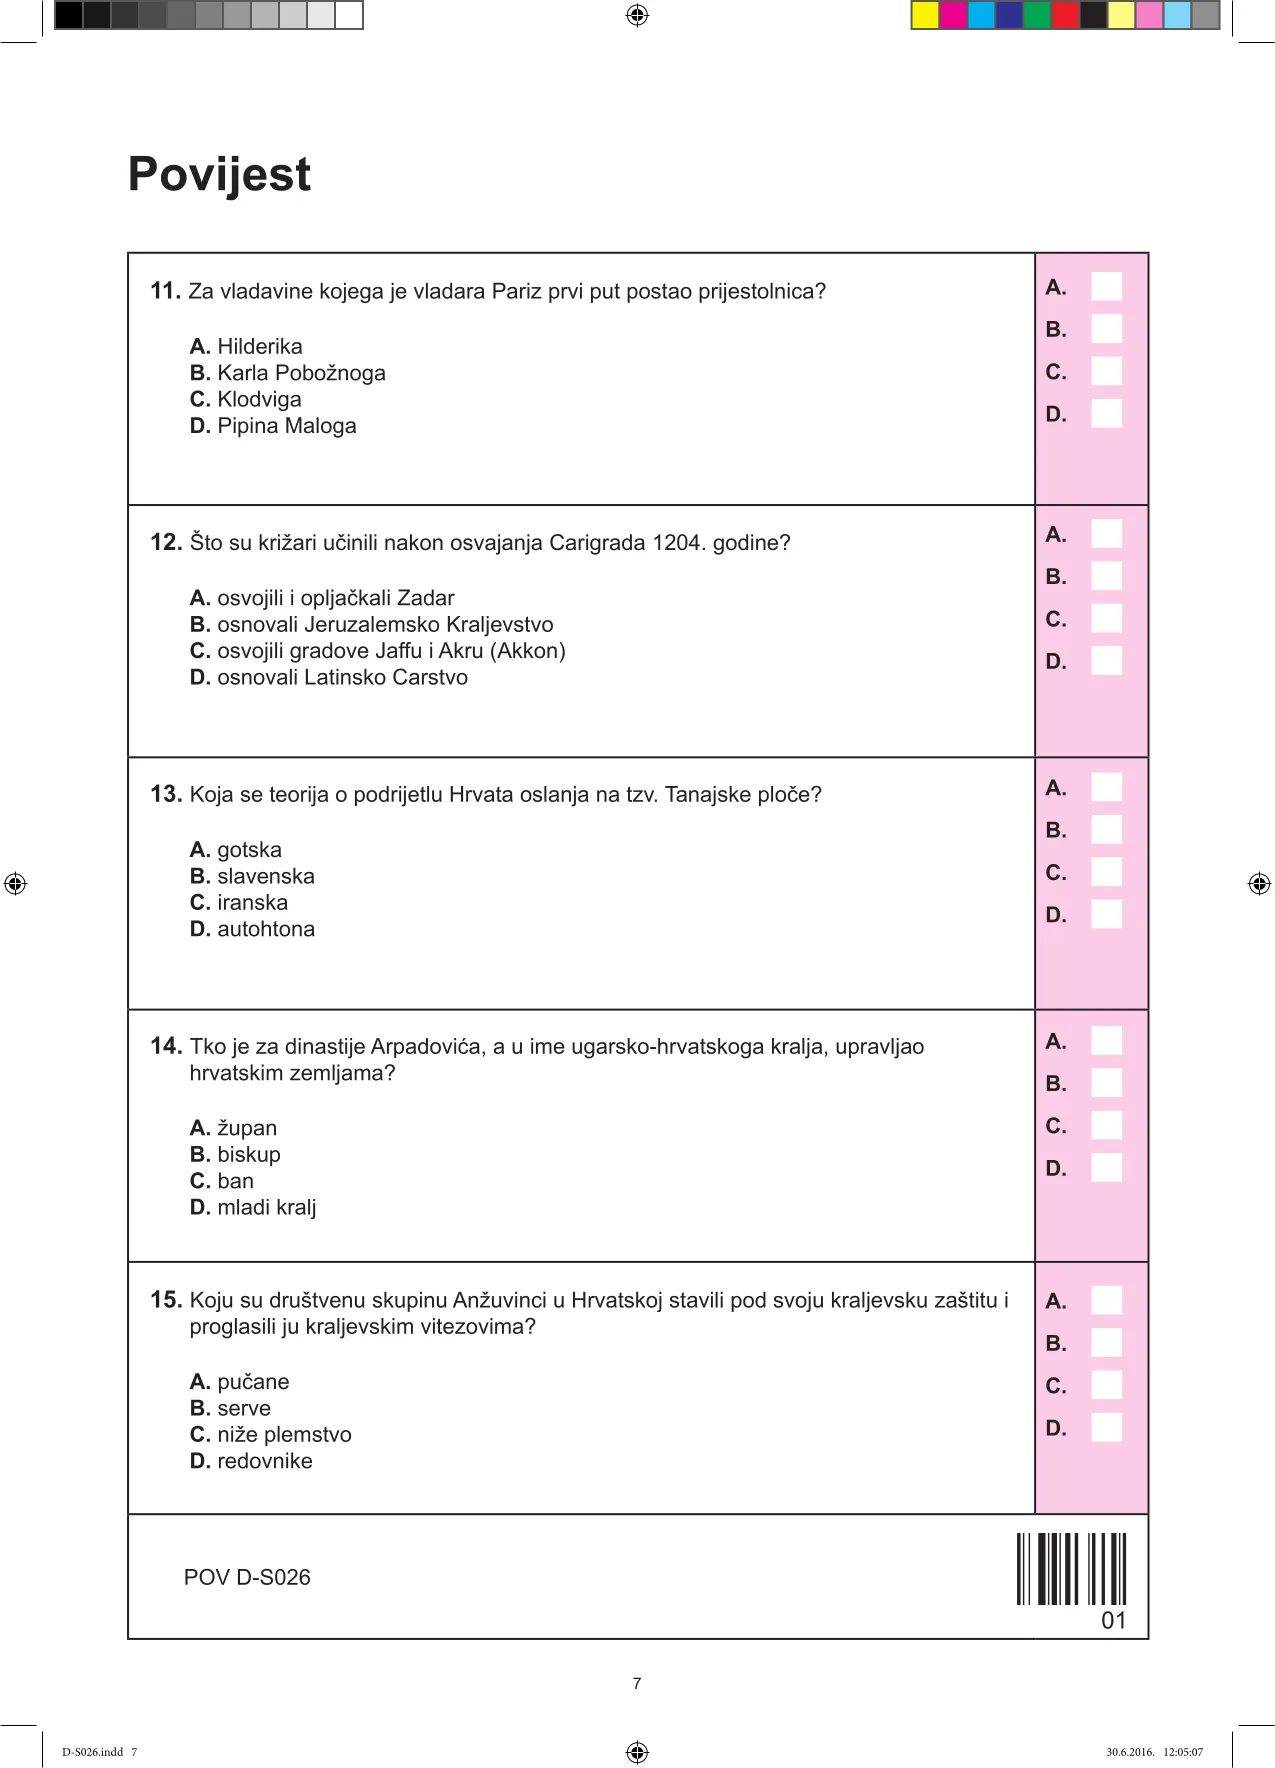 Povijest
11. Za vladavine kojega je vladara Pariz prvi put postao prijestolnica?
A. Hilderika
B. Karla Pobožnoga
C. Klodviga
D. Pipina Maloga
A.
B.
C.
D.
12. Što su križari učinili nakon osvajanja Carigrada 1204. godine?
A. osvojili i opljačkali Zadar
B. osnovali Jeruzalemsko Kraljevstvo
C. osvojili gradove Jaffu i Akru (Akkon)
D. osnovali Latinsko Carstvo
A.
B.
C.
D.
13. Koja se teorija o podrijetlu Hrvata oslanja na tzv. Tanajske ploče?
A. gotska
B. slavenska
C. iranska
D. autohtona
A.
B.
C.
D.
14. Tko je za dinastije Arpadovića, a u ime ugarsko-hrvatskoga kralja, upravljao
hrvatskim zemljama?
A. župan
B. biskup
C. ban
D. mladi kralj
A.
B.
C.
D.
15. Koju su društvenu skupinu Anžuvinci u Hrvatskoj stavili pod svoju kraljevsku zaštitu i
proglasili ju kraljevskim vitezovima?
A. pučane
B. serve
C. niže plemstvo
D. redovnike
A.
B.
C.
D.
POV D-S026
01
7
D-S026.indd 7
30.6.2016. 12:05:07